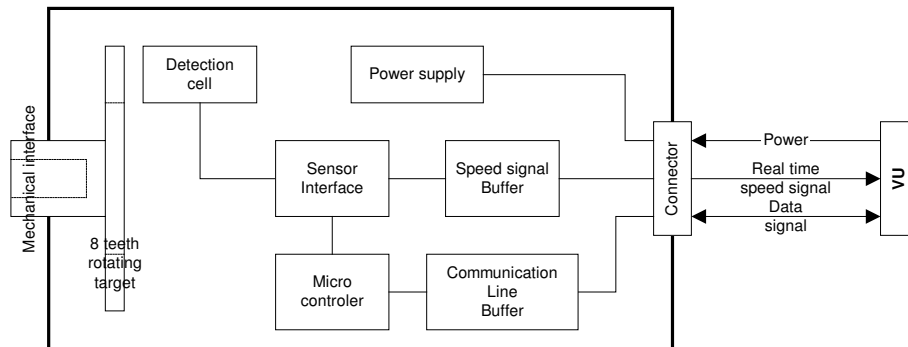 Mechanical interface
8 teeth
rotating
target
Detection
cell
Power supply
Sensor
Interface
Speed signal
Buffer
Micro
controler
Communication
Line
Buffer
Connector
Power
Real time
speed signal
Data
signal
VU